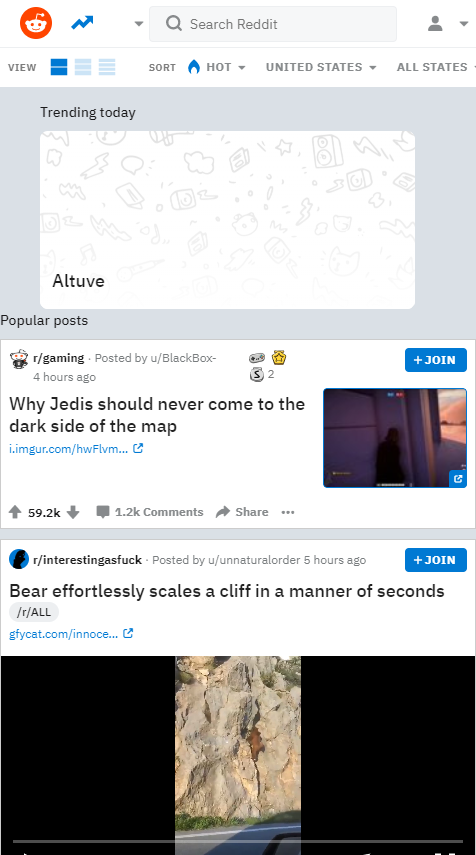 Search Reddit
VIEW SORT HOT UNITED STATES ALL STATES
Trending today
Altuve
Popular posts
r/gaming · Posted by u/BlackBox-
4 hours ago
2
+ JOIN
Why Jedis should never come to the
dark side of the map
i.imgur.com/hwFlvm...
59.2k 1.2k Comments Share ...
r/interestingasfuck · Posted by u/unnaturalorder 5 hours ago
+ JOIN
Bear effortlessly scales a cliff in a manner of seconds
/r/ALL
gfycat.com/innoce...